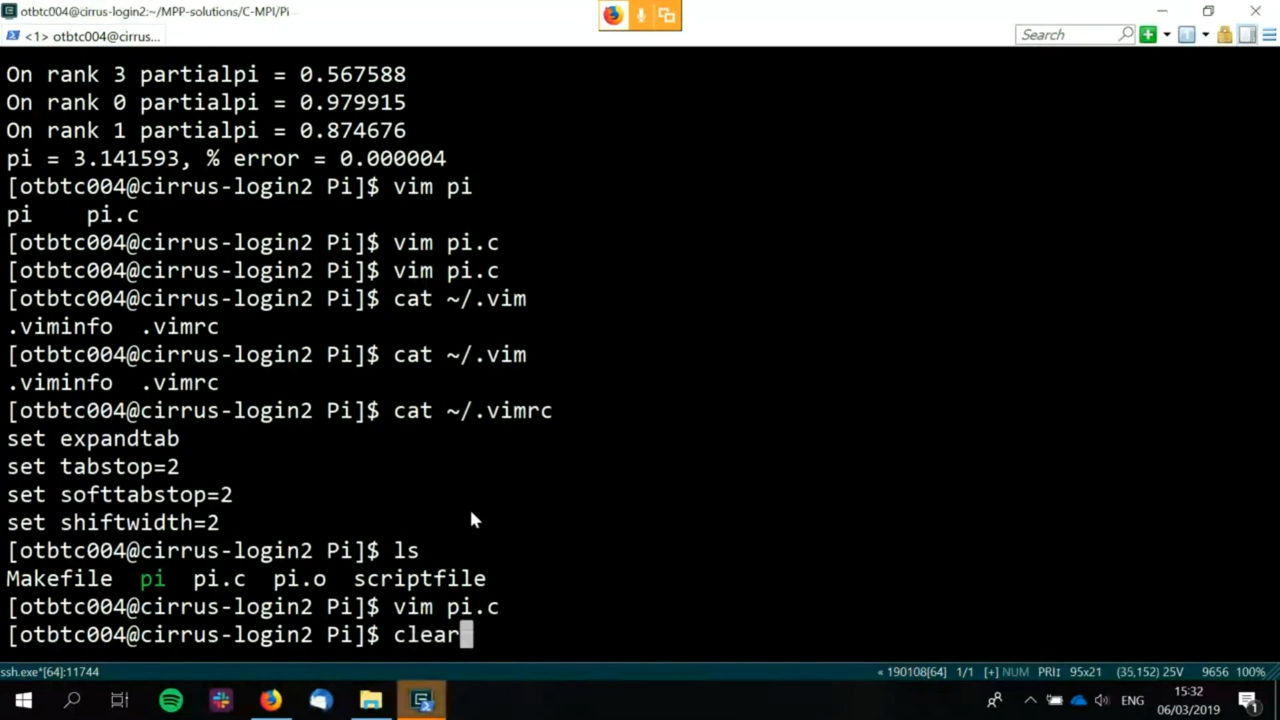 otbtc004@cirrus-login2:~/MPP-solutions/C-MPI/Pi
<1> otbtc004@cirrus...
Search
On rank 3 partialpi = 0.567588
On rank 0 partialpi = 0.979915
On rank 1 partialpi = 0.874676
pi = 3.141593, % error = 0.000004
[otbtc004@cirrus-login2 Pi]$ vim pi
pi    pi.c
[otbtc004@cirrus-login2 Pi]$ vim pi.c
[otbtc004@cirrus-login2 Pi]$ vim pi.c
[otbtc004@cirrus-login2 Pi]$ cat ~/.vim
.viminfo  .vimrc
[otbtc004@cirrus-login2 Pi]$ cat ~/.vim
.viminfo  .vimrc
[otbtc004@cirrus-login2 Pi]$ cat ~/.vimrc
set expandtab
set tabstop=2
set softtabstop=2
set shiftwidth=2
[otbtc004@cirrus-login2 Pi]$ ls
Makefile  pi  pi.c  pi.o  scriptfile
[otbtc004@cirrus-login2 Pi]$ vim pi.c
[otbtc004@cirrus-login2 Pi]$ clear
ssh.exe*[64]:11744
« 190108[64]  1/1  [+] NUM  PRI↕  95x21  (35,152) 25V  9656  100%
ENG
15:32
06/03/2019
1